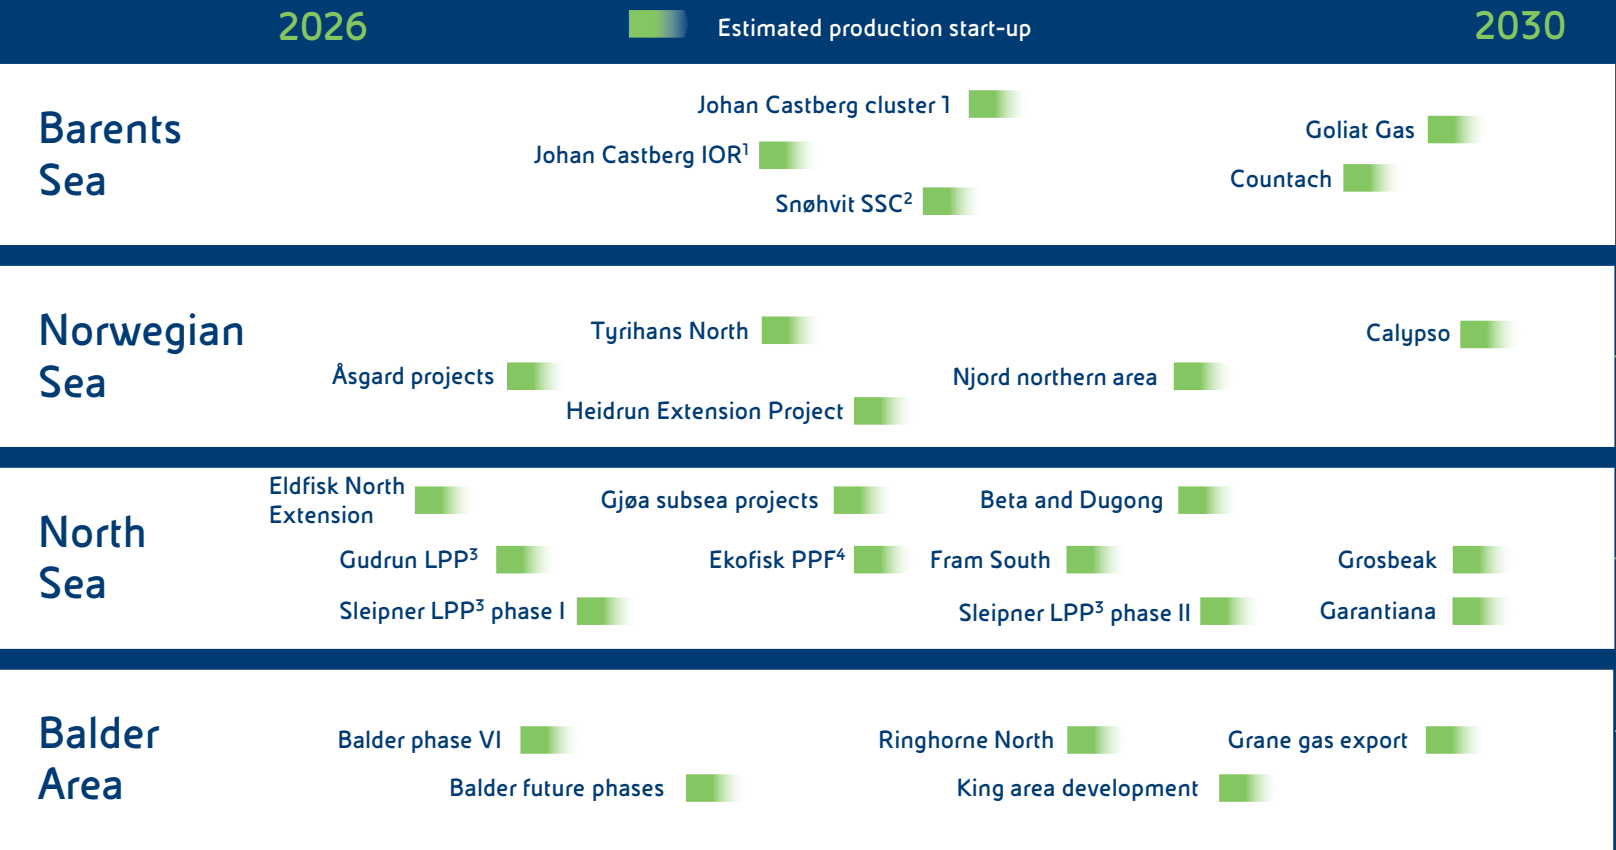 2026
Estimated production start-up
2030
Barents
Sea
Johan Castberg cluster 1
Johan Castberg IOR¹
Snøhvit SSC²
Goliat Gas
Countach
Norwegian
Sea
Tyrihans North
Åsgard projects
Heidrun Extension Project
Njord northern area
Calypso
North
Sea
Eldfisk North
Extension
Gjøa subsea projects
Beta and Dugong
Gudrun LPP³
Ekofisk PPF⁴
Fram South
Grosbeak
Sleipner LPP³ phase I
Sleipner LPP³ phase II
Garantiana
Balder
Area
Balder phase VI
Ringhorne North
Grane gas export
Balder future phases
King area development